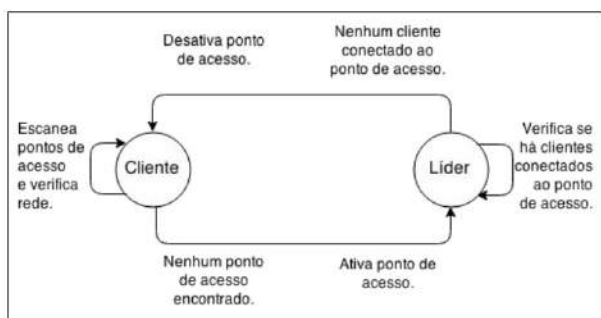 Desativa ponto
de acesso.
Nenhum cliente
conectado ao
ponto de acesso.
Escanea
pontos de
acesso
e verifica
rede.
Cliente
Líder
Verifica se
há clientes
conectados
ao ponto
de acesso.
Nenhum ponto
de acesso
encontrado.
Ativa ponto de
acesso.